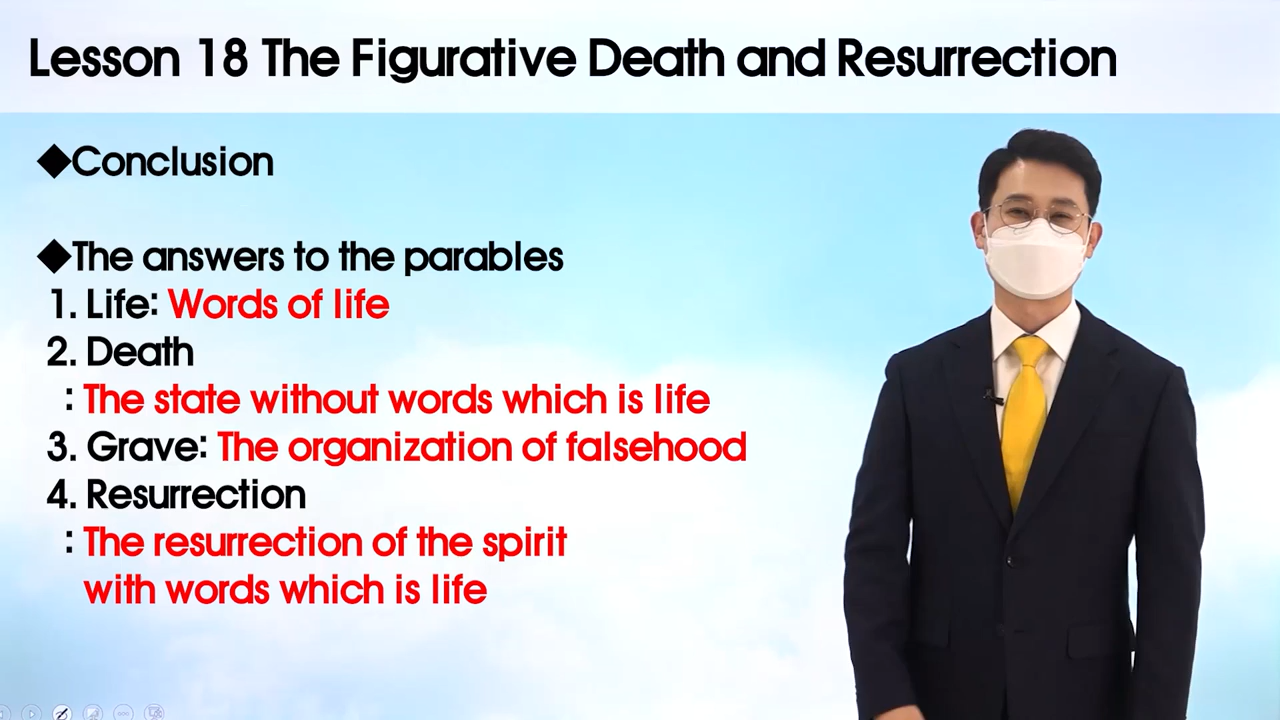 Lesson 18 The Figurative Death and Resurrection
◆Conclusion
◆The answers to the parables
1. Life: Words of life
2. Death
: The state without words which is life
3. Grave: The organization of falsehood
4. Resurrection
: The resurrection of the spirit
with words which is life